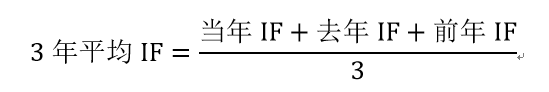 3 年平均 IF = 当年 IF + 去年 IF + 前年 IF
3